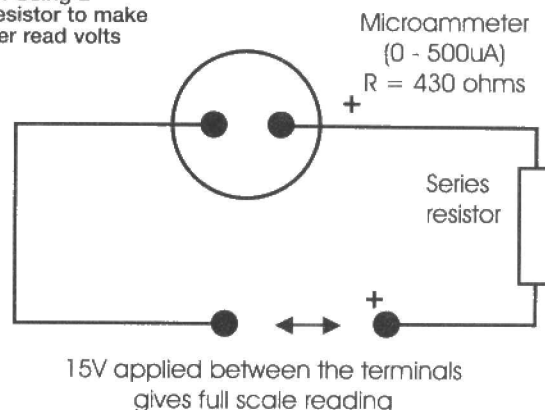 resistor to make
read volts
Microammeter
(0 - 500uA)
R = 430 ohms
+
Series
resistor
+
15V applied between the terminals
gives full scale reading